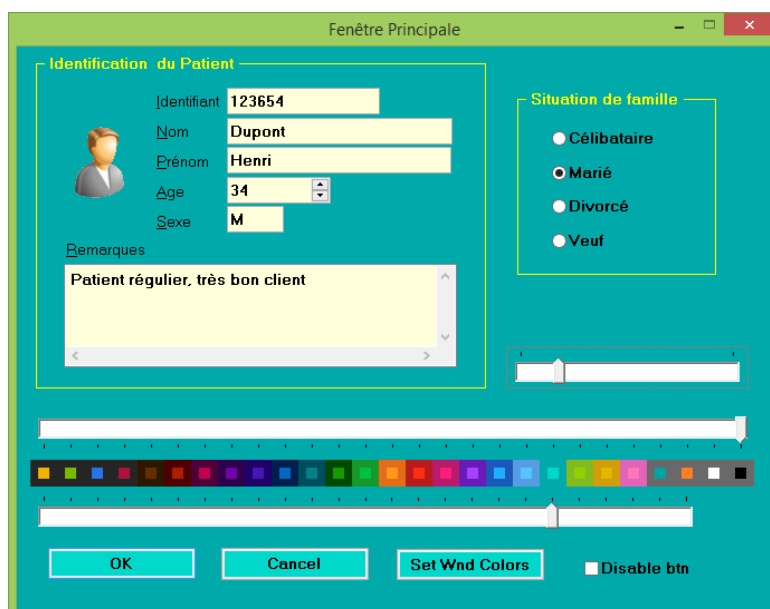 Fenêtre Principale
Identification du Patient
Identifiant 123654
Nom Dupont
Prénom Henri
Age 34
Sexe M
Remarques
Patient régulier, très bon client
Situation de famille
Célibataire
Marié
Divorcé
Veuf
OK Cancel Set Wnd Colors Disable btn